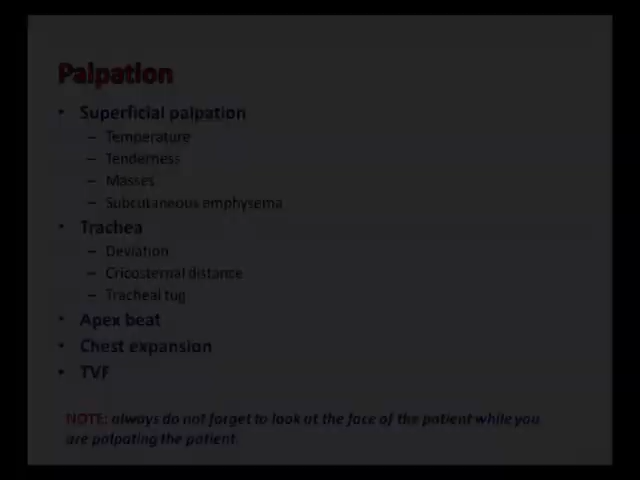 Palpation
• Superficial palpation
– Temperature
– Tenderness
– Masses
– Subcutaneous emphysema
• Trachea
– Deviation
– Cricosternal distance
– Tracheal tug
• Apex beat
• Chest expansion
• TVF
NOTE: always do not forget to look at the face of the patient while you
are palpating the patient